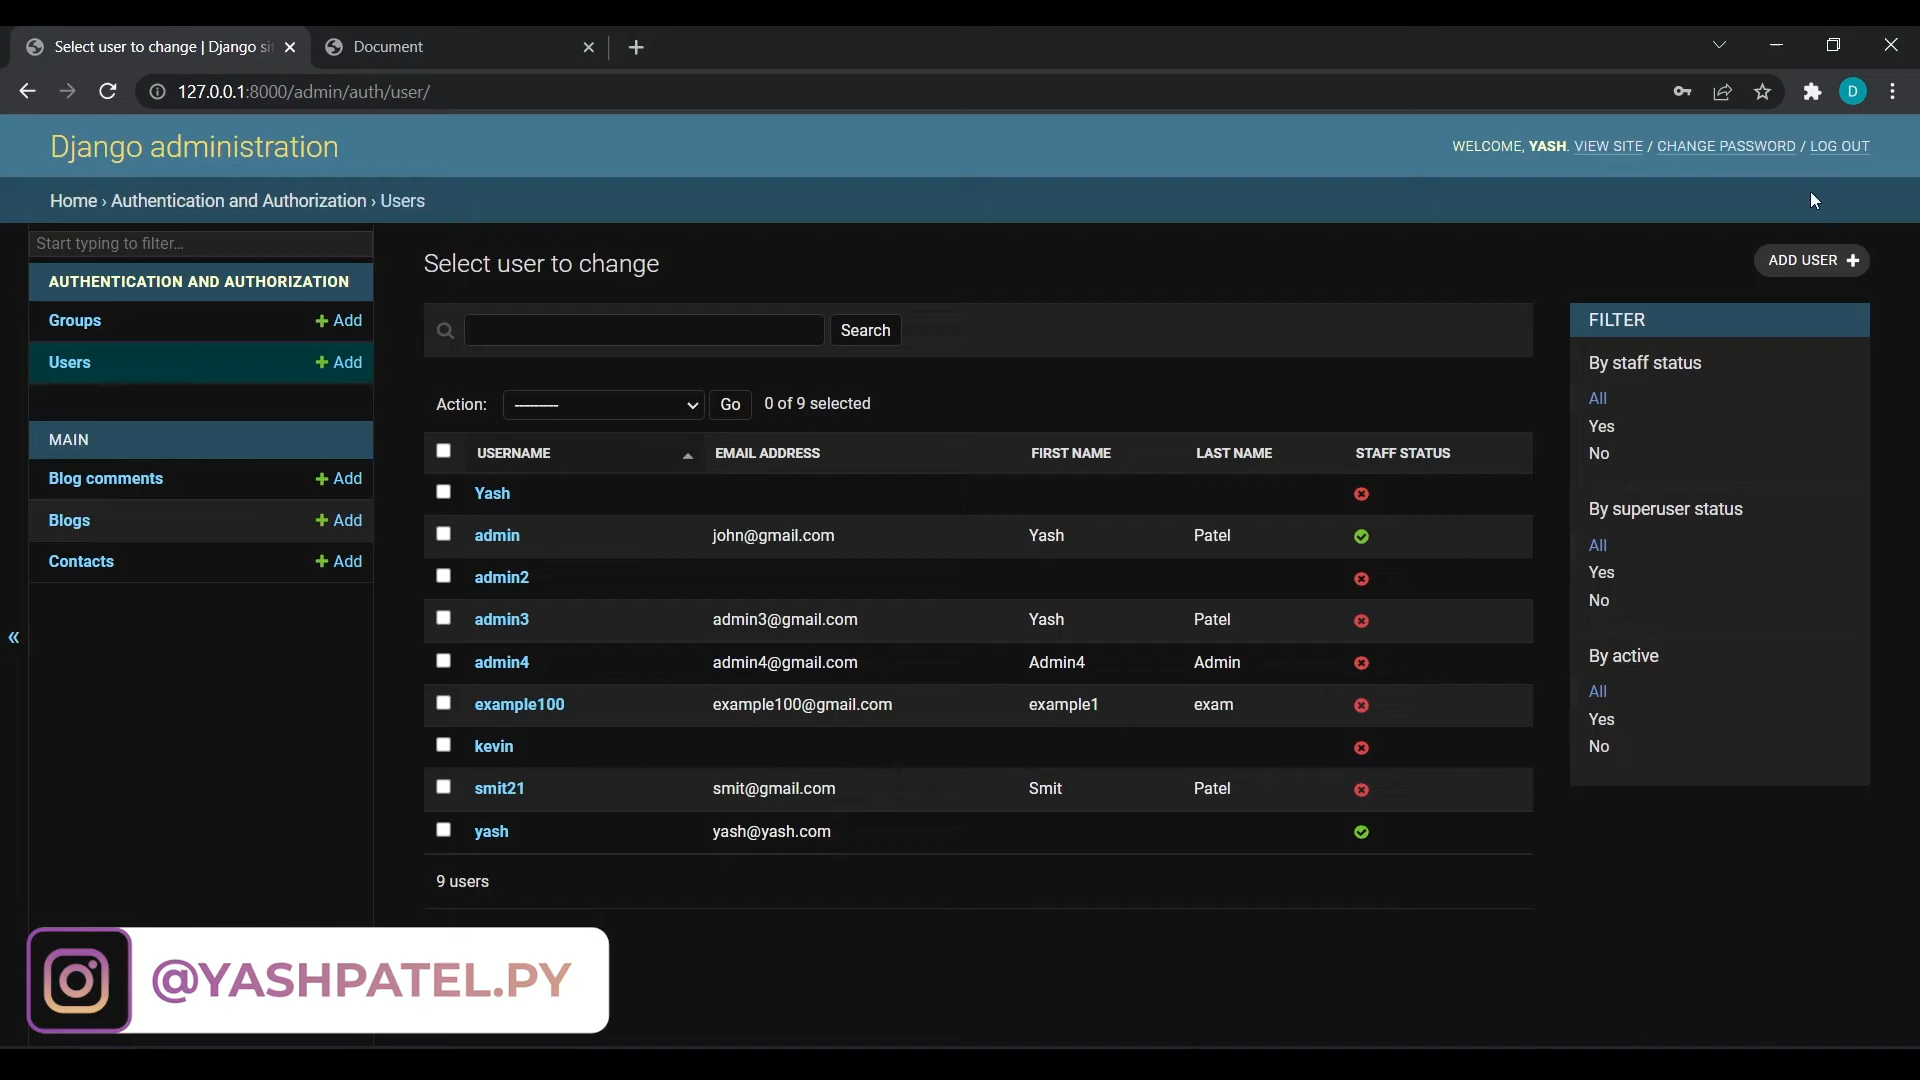 Select user to change | Django si
Document
127.0.0.1:8000/admin/auth/user/
D
Django administration
WELCOME, YASH. VIEW SITE / CHANGE PASSWORD / LOG OUT
Home › Authentication and Authorization › Users
Start typing to filter...
AUTHENTICATION AND AUTHORIZATION
Groups + Add
Users + Add
MAIN
Blog comments + Add
Blogs + Add
Contacts + Add
«
Select user to change
ADD USER +
Search
Action: --------- Go 0 of 9 selected
USERNAME EMAIL ADDRESS FIRST NAME LAST NAME STAFF STATUS
Yash
admin john@gmail.com Yash Patel
admin2
admin3 admin3@gmail.com Yash Patel
admin4 admin4@gmail.com Admin4 Admin
example100 example100@gmail.com example1 exam
kevin
smit21 smit@gmail.com Smit Patel
yash yash@yash.com
9 users
FILTER
By staff status
All
Yes
No
By superuser status
All
Yes
No
By active
All
Yes
No
@YASHPATEL.PY